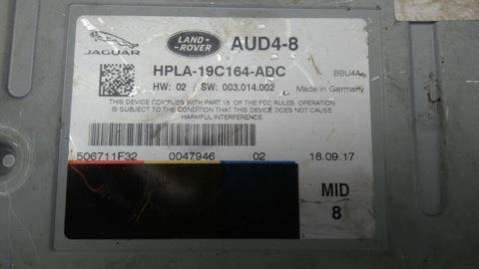 JAGUAR
LAND-
ROVER
AUD4-8
HPLA-19C164-ADC
HW: 02 / SW: 003.014.002
Made in Germany
THIS DEVICE COMPLIES WITH PART 15 OF THE FCC RULES. OPERATION
IS SUBJECT TO THE CONDITION THAT THIS DEVICE DOES NOT CAUSE
HARMFUL INTERFERENCE
506711F32 0047946 02 16.09.17
MID
8